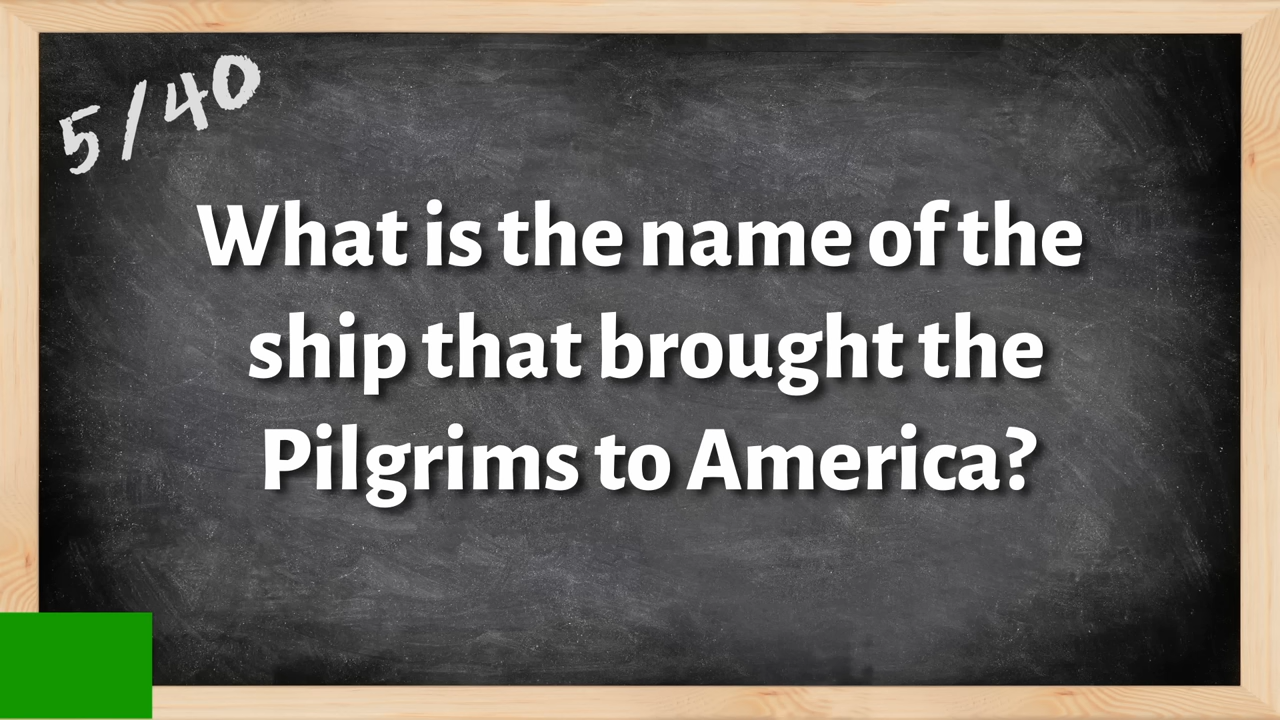 5/40
What is the name of the
ship that brought the
Pilgrims to America?